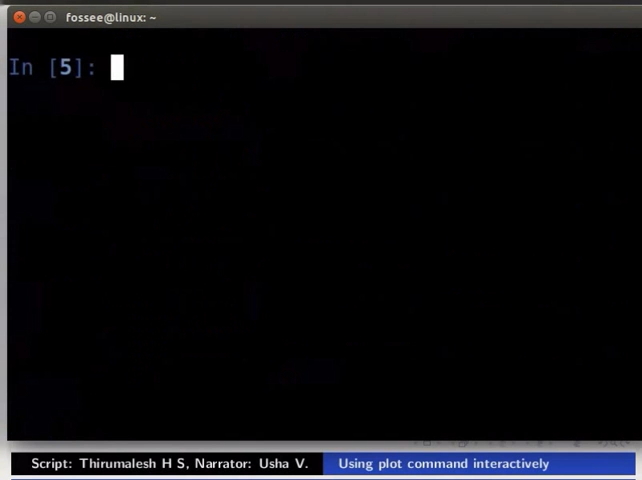 fossee@linux: ~
In [5]:
Script: Thirumalesh H S, Narrator: Usha V. Using plot command interactively